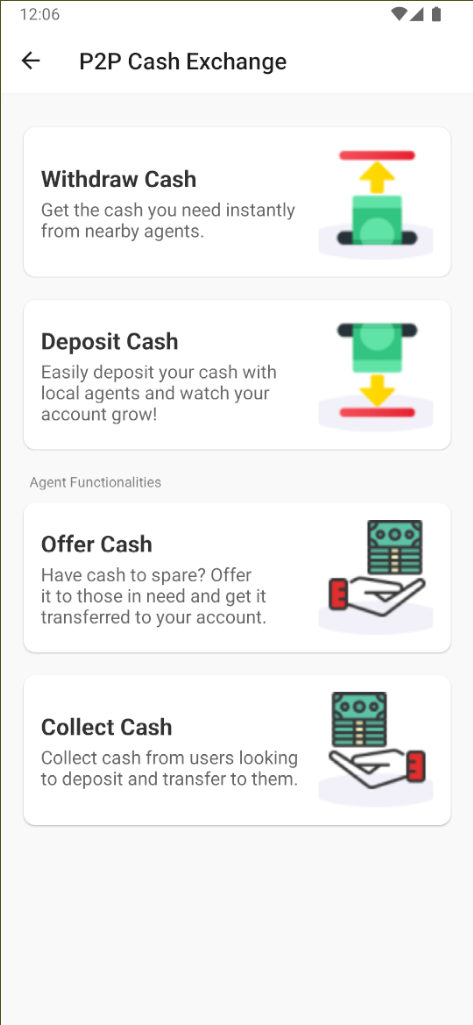 12:06
P2P Cash Exchange
Withdraw Cash
Get the cash you need instantly
from nearby agents.
Deposit Cash
Easily deposit your cash with
local agents and watch your
account grow!
Agent Functionalities
Offer Cash
Have cash to spare? Offer
it to those in need and get it
transferred to your account.
Collect Cash
Collect cash from users looking
to deposit and transfer to them.